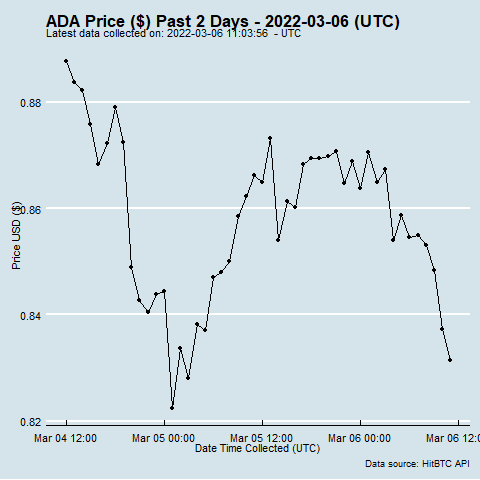 ADA Price ($) Past 2 Days - 2022-03-06 (UTC)
Latest data collected on: 2022-03-06 11:03:56 - UTC
0.88
0.86
0.84
0.82
Price USD ($)
Mar 04 12:00 Mar 05 00:00 Mar 05 12:00 Mar 06 00:00 Mar 06 12:00
Date Time Collected (UTC)
Data source: HitBTC API